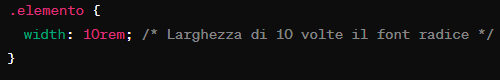 .elemento {
  width: 10rem; /* Larghezza di 10 volte il font radice */
}